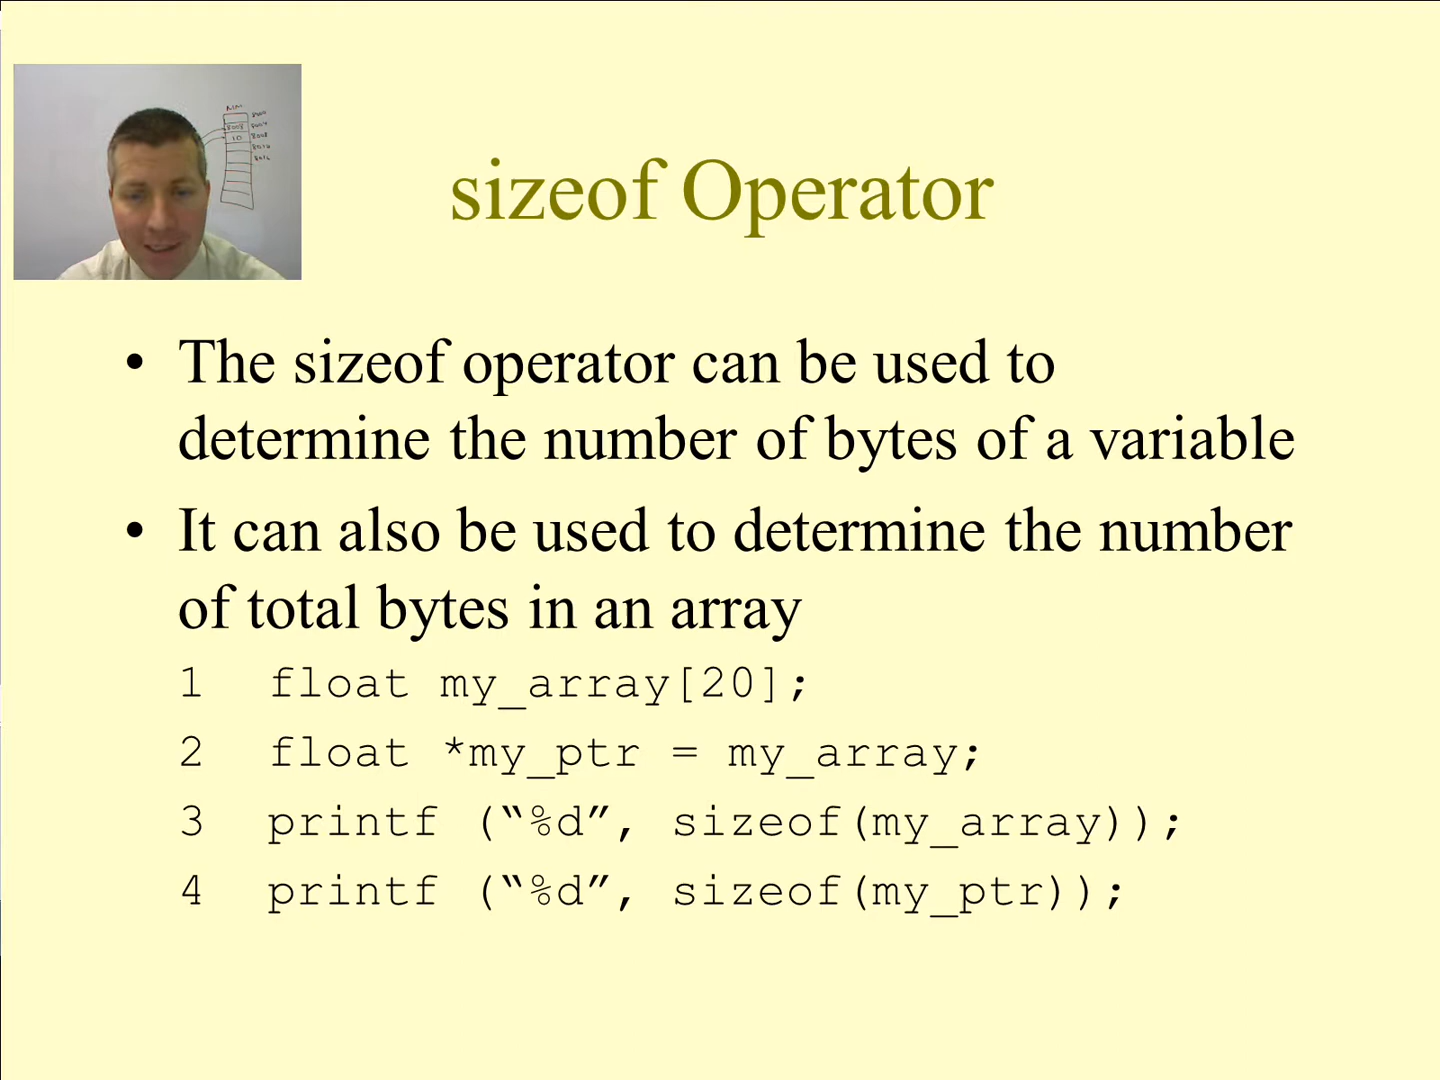 8008
10
sizeof Operator
• The sizeof operator can be used to
determine the number of bytes of a variable
• It can also be used to determine the number
of total bytes in an array
1 float my_array[20];
2 float *my_ptr = my_array;
3 printf (“%d”, sizeof(my_array));
4 printf (“%d”, sizeof(my_ptr));